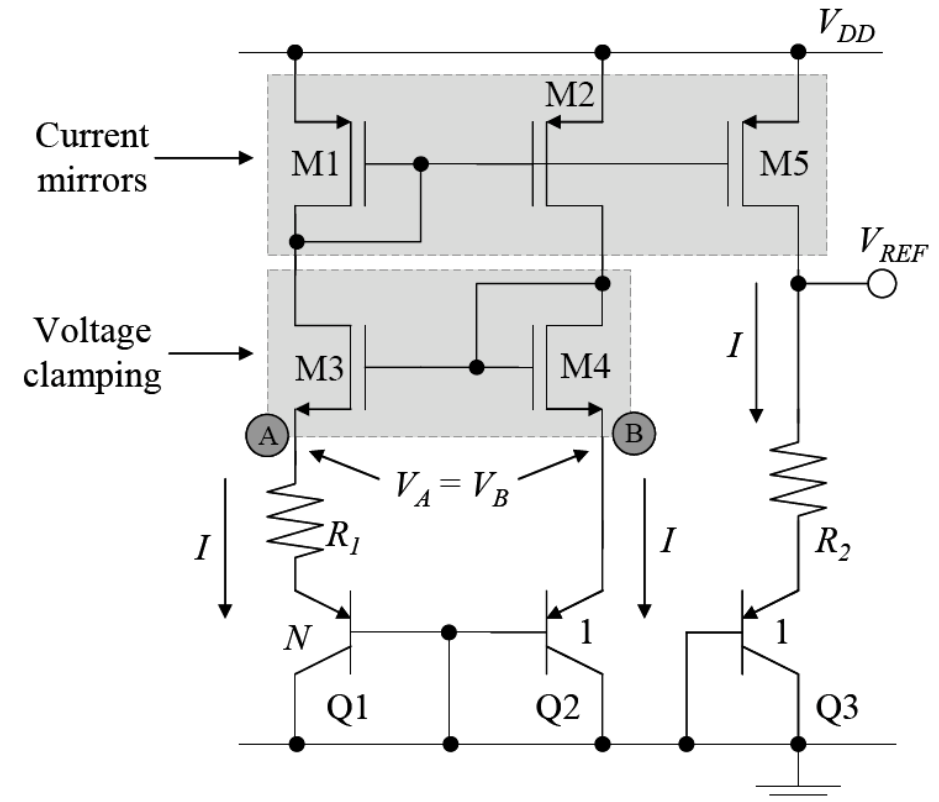 V_DD
M2
Current
mirrors
M1
M5
V_REF
Voltage
clamping
M3
M4
I
A
B
V_A = V_B
I
R_1
I
R_2
N
1
1
Q1
Q2
Q3